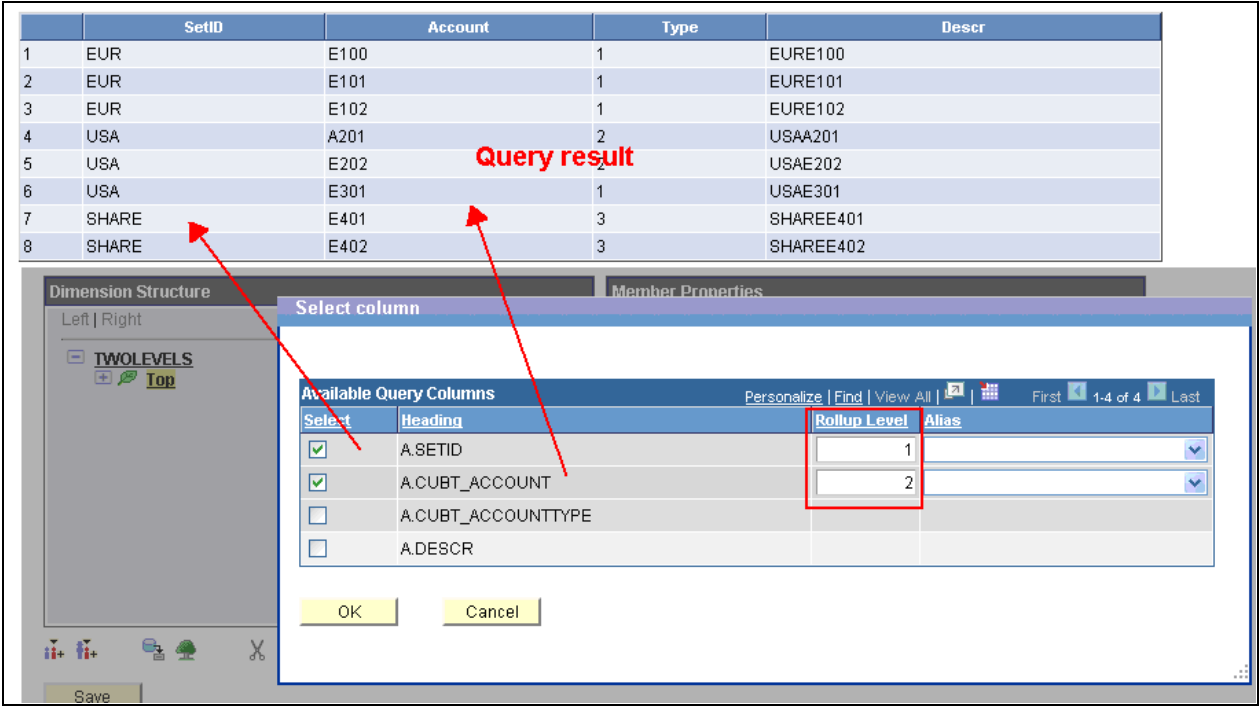 SetID Account Type Descr
1 EUR E100 1 EURE100
2 EUR E101 1 EURE101
3 EUR E102 1 EURE102
4 USA A201 2 USAA201
5 USA E202 2 USAE202
Query result
6 USA E301 1 USAE301
7 SHARE E401 3 SHAREE401
8 SHARE E402 3 SHAREE402
Dimension Structure Member Properties
Select column
Left | Right
TWOLEVELS
Top
Available Query Columns Personalize | Find | View All | | First 1-4 of 4 Last
Select Heading Rollup Level Alias
A.SETID 1
A.CUBT_ACCOUNT 2
A.CUBT_ACCOUNTTYPE
A.DESCR
OK Cancel
Save